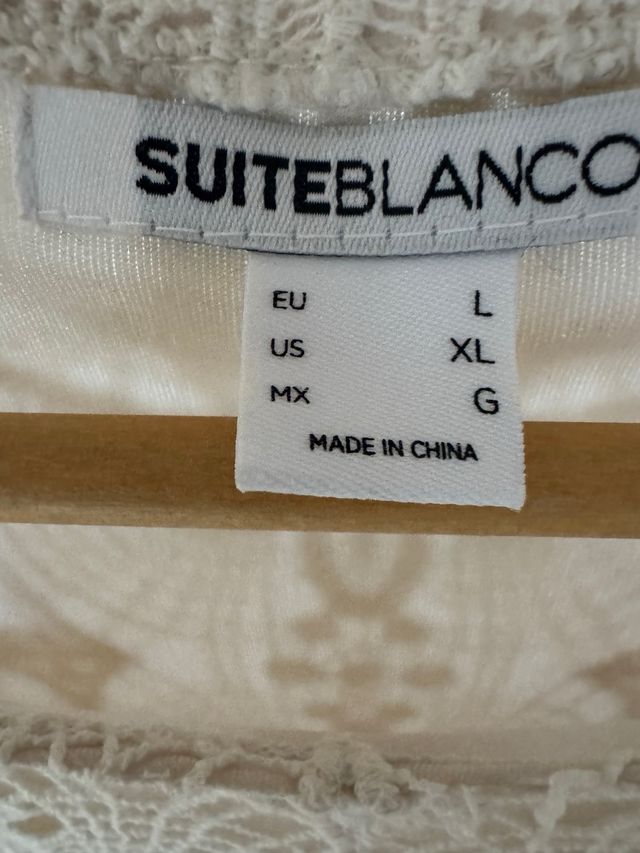 SUITEBLANCO
EU L
US XL
MX G
MADE IN CHINA